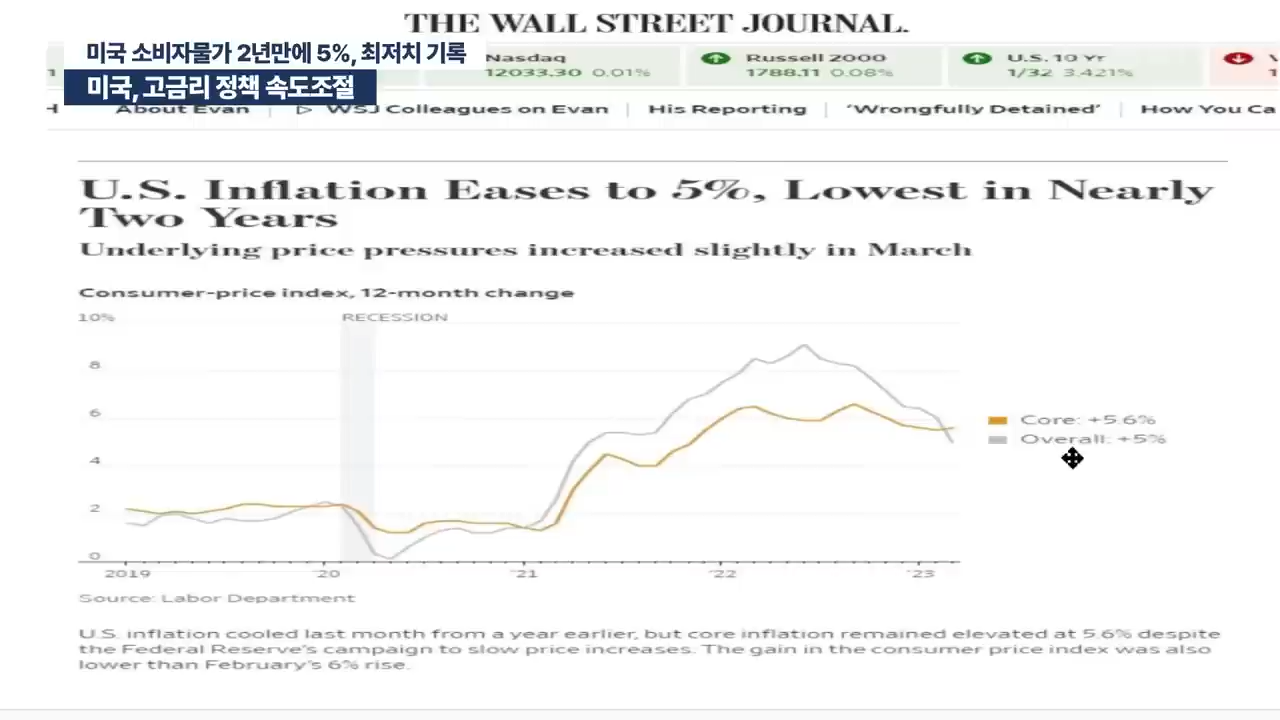 THE WALL STREET JOURNAL.
미국 소비자물가 2년만에 5%, 최저치 기록
미국, 고금리 정책 속도조절
Nasdaq
12033.30 0.01%
Russell 2000
1788.11 0.08%
U.S. 10 Yr
1/32 3.421%
About Evan
WSJ Colleagues on Evan
His Reporting
‘Wrongfully Detained’
How You Ca
U.S. Inflation Eases to 5%, Lowest in Nearly
Two Years
Underlying price pressures increased slightly in March
Consumer-price index, 12-month change
10%
RECESSION
8
6
4
2
0
Core: +5.6%
Overall: +5%
2019
’20
’21
’22
’23
Source: Labor Department
U.S. inflation cooled last month from a year earlier, but core inflation remained elevated at 5.6% despite
the Federal Reserve’s campaign to slow price increases. The gain in the consumer price index was also
lower than February’s 6% rise.